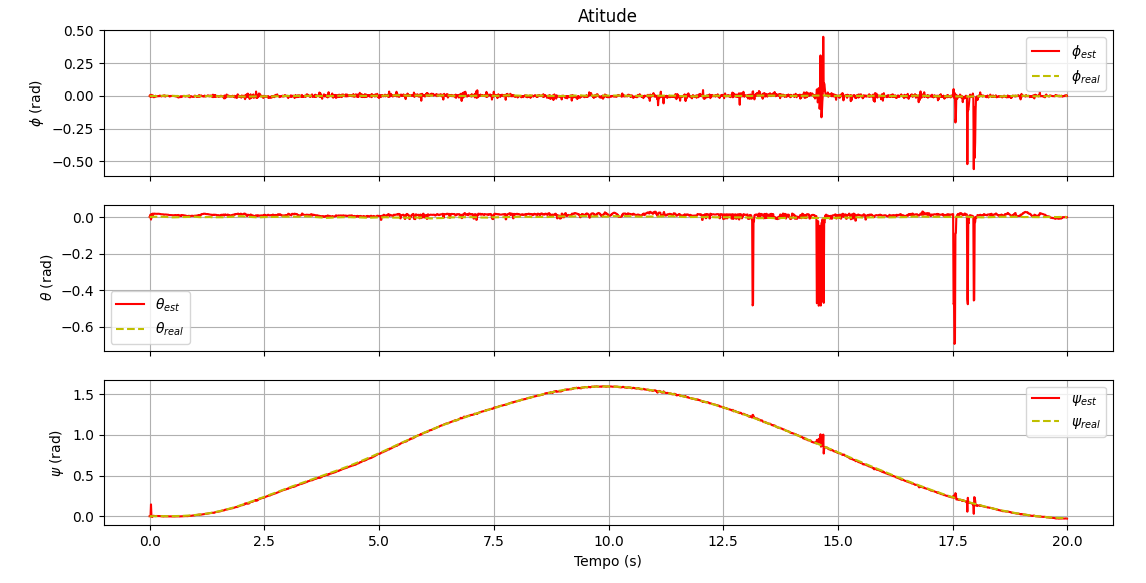 Atitude
0.50
0.25
0.00
−0.25
−0.50
ϕ (rad)
ϕ_est
ϕ_real
0.0
−0.2
−0.4
−0.6
θ (rad)
θ_est
θ_real
1.5
1.0
0.5
0.0
ψ (rad)
ψ_est
ψ_real
0.0 2.5 5.0 7.5 10.0 12.5 15.0 17.5 20.0
Tempo (s)